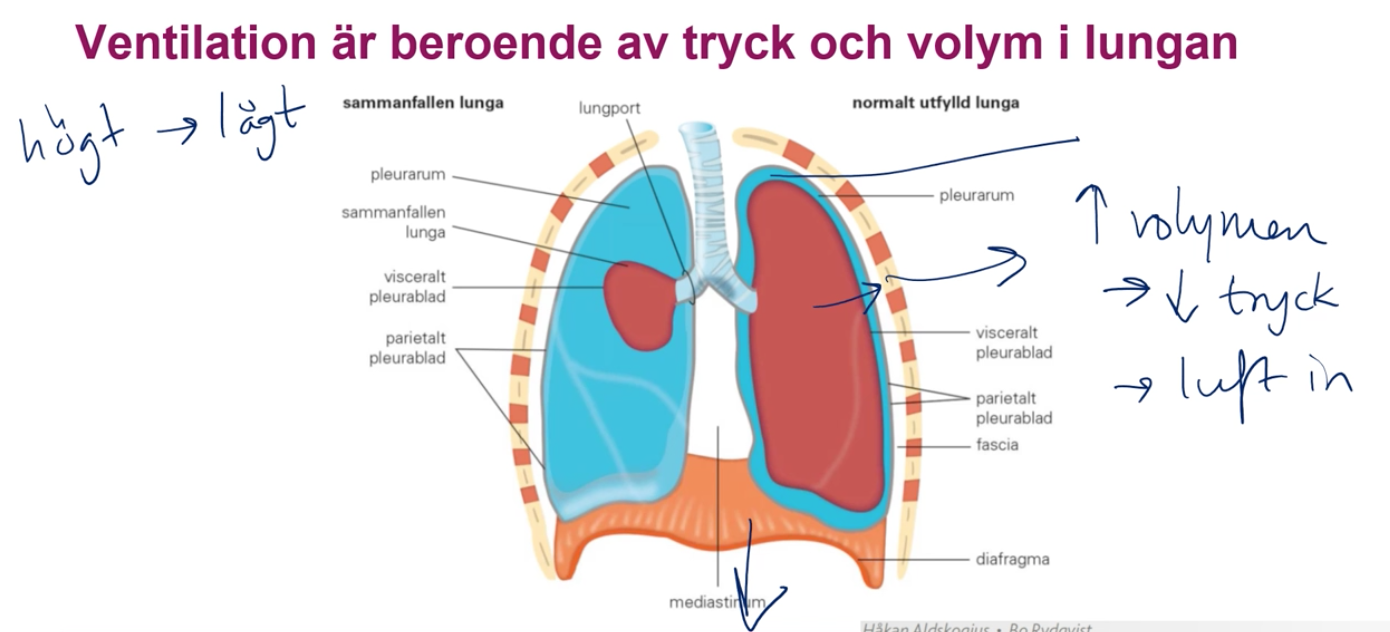 Ventilation är beroende av tryck och volym i lungan
högt → lågt
sammanfallen lunga
lungport
normalt utfylld lunga
pleurarum
sammanfallen
lunga
visceralt
pleurablad
parietalt
pleurablad
pleurarum
visceralt
pleurablad
parietalt
pleurablad
fascia
diafragma
mediastinum
↑ volymen
→ ↓ tryck
→ luft in
Håkan Aldskogius • Bo Rydqvist